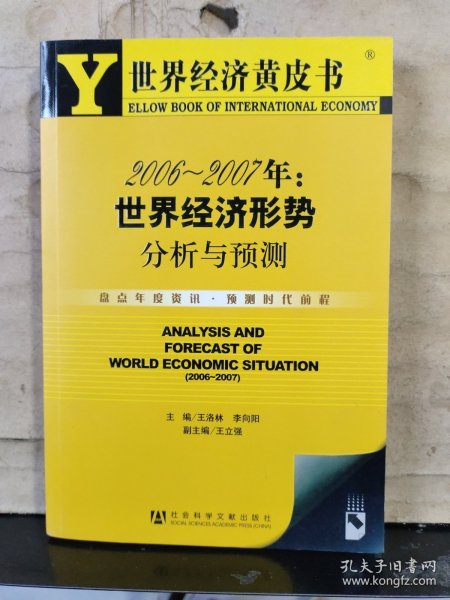 Y 世界经济黄皮书 ®
ELLOW BOOK OF INTERNATIONAL ECONOMY
2006~2007年:
世界经济形势
分析与预测
盘点年度资讯·预测时代前程
ANALYSIS AND
FORECAST OF
WORLD ECONOMIC SITUATION
(2006~2007)
主 编/王洛林 李向阳
副主编/王立强
社会科学文献出版社
SOCIAL SCIENCES ACADEMIC PRESS (CHINA)
孔夫子旧书网
www.kongfz.com